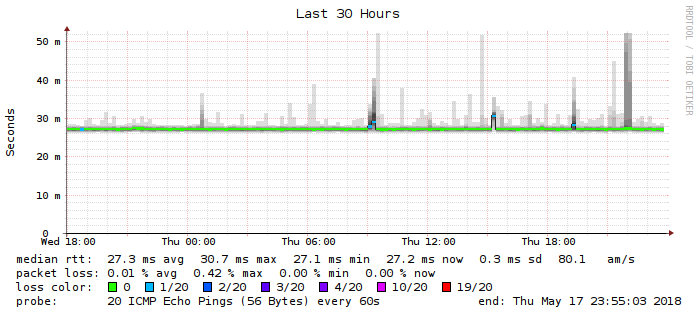 Last 30 Hours
RRDTOOL / TOBI OETIKER
Seconds
50 m
40 m
30 m
20 m
10 m
0
Wed 18:00 Thu 00:00 Thu 06:00 Thu 12:00 Thu 18:00
median rtt: 27.3 ms avg 30.7 ms max 27.1 ms min 27.2 ms now 0.3 ms sd 80.1 am/s
packet loss: 0.01 % avg 0.42 % max 0.00 % min 0.00 % now
loss color: 0 1/20 2/20 3/20 4/20 10/20 19/20
probe: 20 ICMP Echo Pings (56 Bytes) every 60s end: Thu May 17 23:55:03 2018